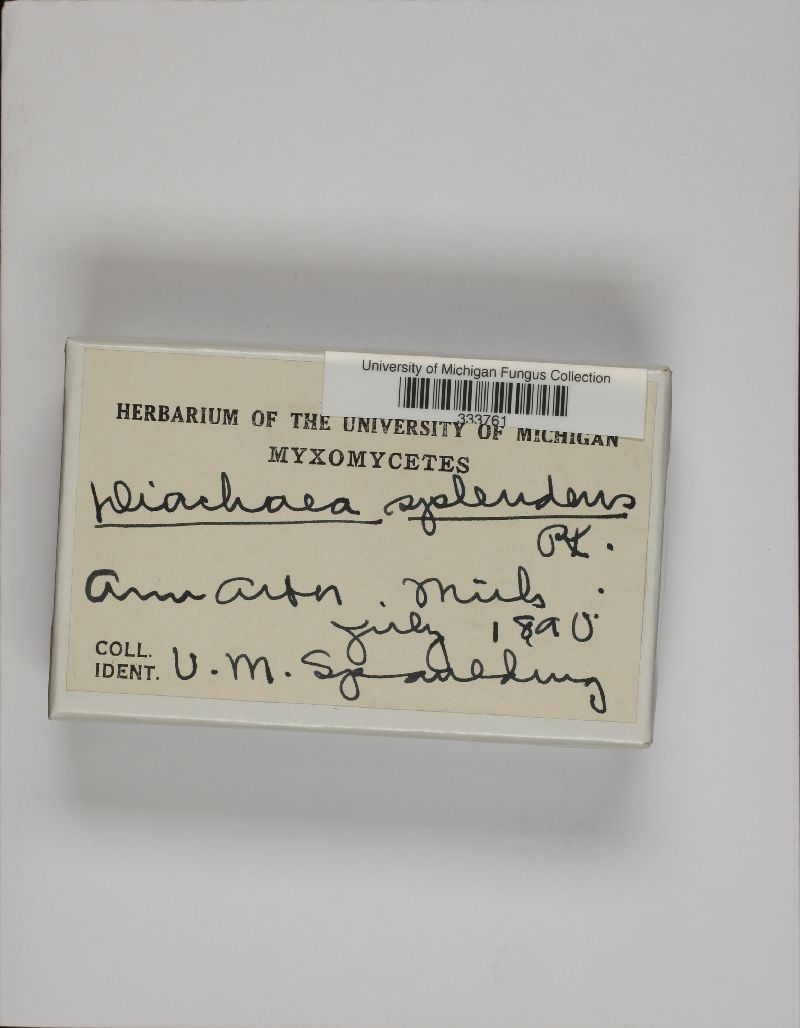 University of Michigan Fungus Collection
333761
HERBARIUM OF THE UNIVERSITY OF MICHIGAN
MYXOMYCETES
Diachaea splendens
Pk.
Ann Arbor, Mich.
July 1890
COLL.
IDENT. V. M. Spaulding